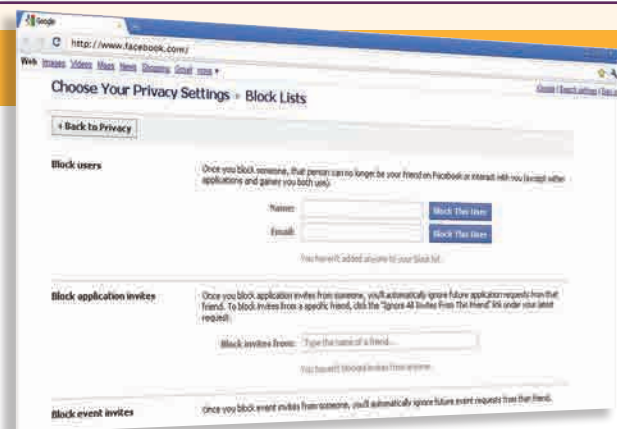 Google
http://www.facebook.com/
Web Images Videos Maps News Shopping Gmail more ▼
Choose Your Privacy Settings ▸ Block Lists
‹ Back to Privacy
Block users
Once you block someone, that person can no longer be your friend on Facebook or interact with you (except within
applications and games you both use).
Name:
Block This User
Email:
Block This User
You haven't added anyone to your block list.
Block application invites
Once you block application invites from someone, you'll automatically ignore future application requests from that
friend. To block invites from a specific friend, click the "Ignore All Invites From This Friend" link under your latest
request.
Block invites from:
Type the name of a friend...
You haven't blocked invites from anyone.
Block event invites
Once you block event invites from someone, you'll automatically ignore future event requests from that friend.